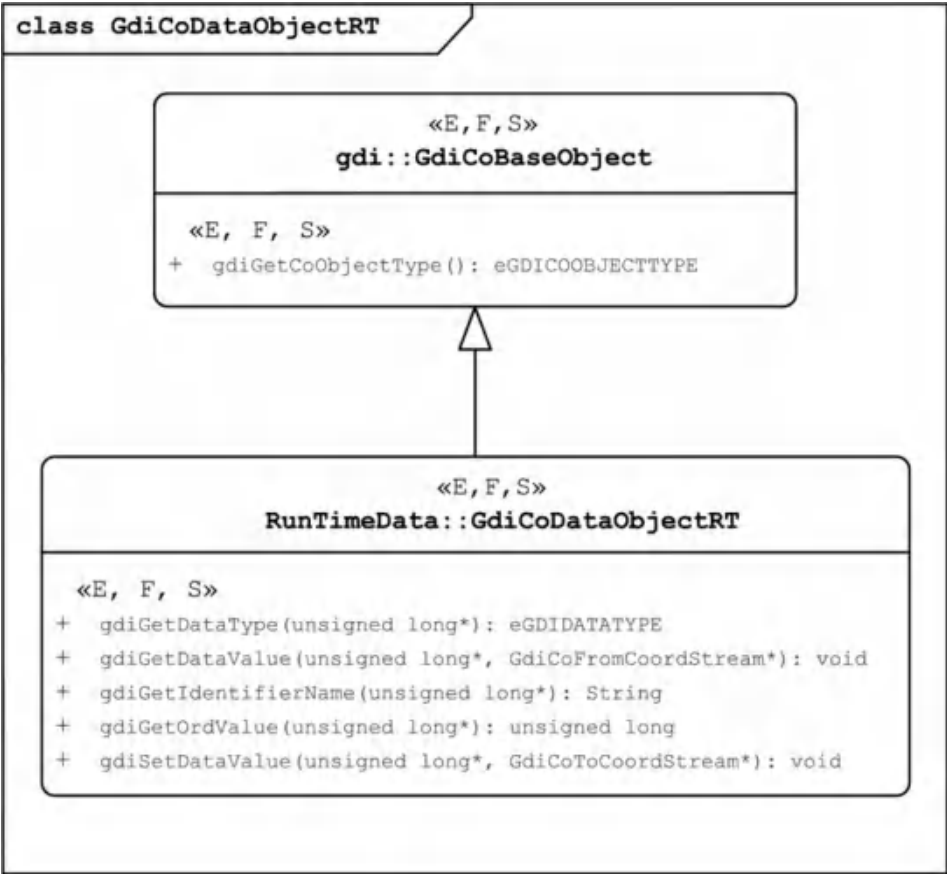 class GdiCoDataObjectRT
«E,F,S»
gdi::GdiCoBaseObject
«E, F, S»
+ gdiGetCoObjectType(): eGDICOOBJECTTYPE
«E,F,S»
RunTimeData::GdiCoDataObjectRT
«E, F, S»
+ gdiGetDataType(unsigned long*): eGDIDATATYPE
+ gdiGetDataValue(unsigned long*, GdiCoFromCoordStream*): void
+ gdiGetIdentifierName(unsigned long*): String
+ gdiGetOrdValue(unsigned long*): unsigned long
+ gdiSetDataValue(unsigned long*, GdiCoToCoordStream*): void